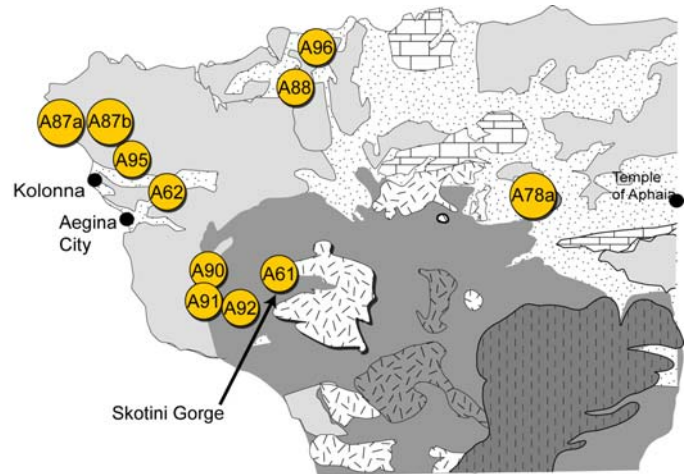 A96
A88
A87a
A87b
A95
Kolonna
A62
A78a
Temple
of Aphaia
Aegina
City
A90
A61
A91
A92
Skotini Gorge